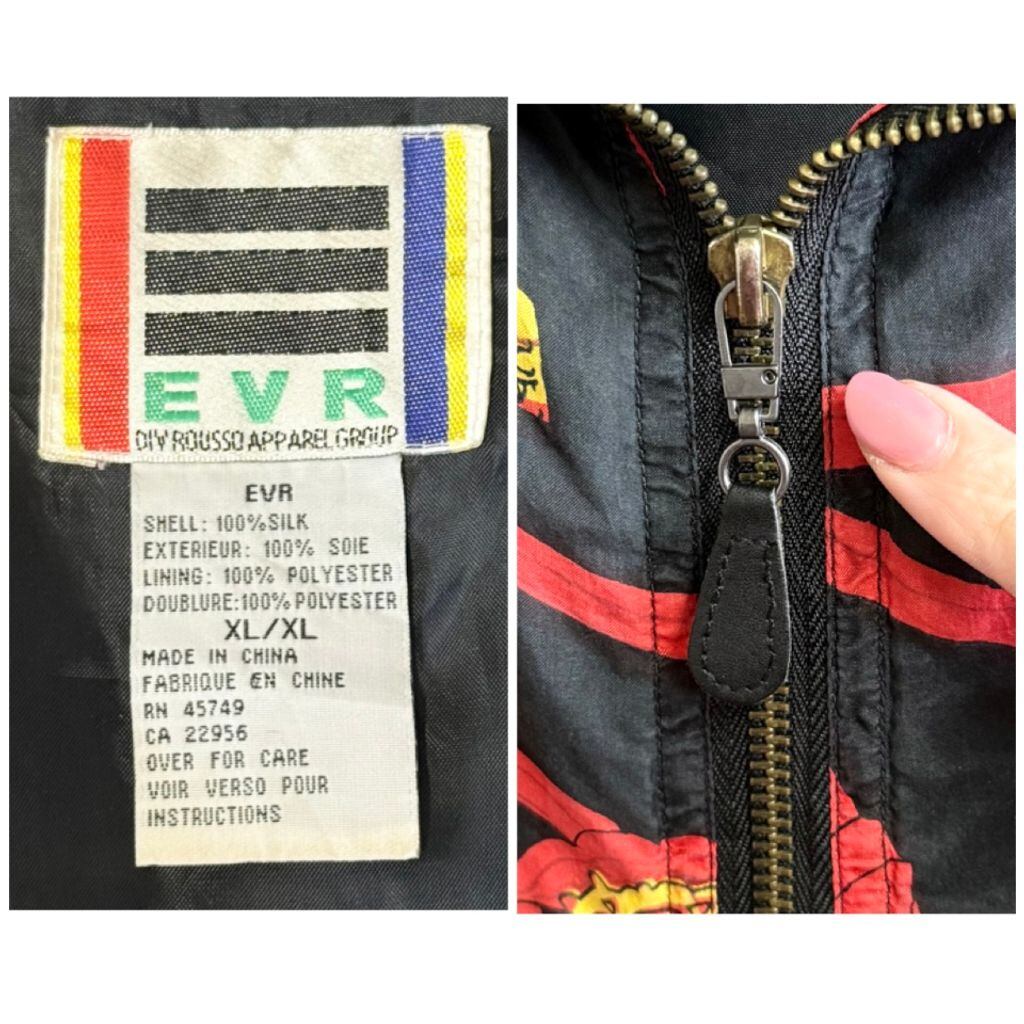 EVR
DIV ROUSSO APPAREL GROUP
EVR
SHELL: 100% SILK
EXTERIEUR: 100% SOIE
LINING: 100% POLYESTER
DOUBLURE:100% POLYESTER
XL/XL
MADE IN CHINA
FABRIQUE EN CHINE
RN 45749
CA 22956
OVER FOR CARE
VOIR VERSO POUR
INSTRUCTIONS